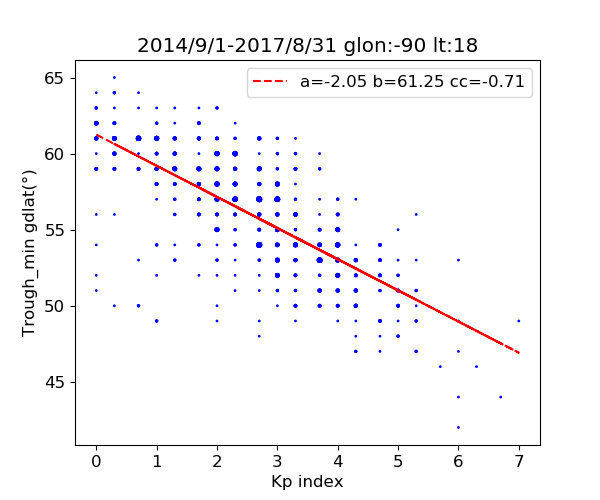 2014/9/1-2017/8/31 glon:-90 lt:18
a=-2.05 b=61.25 cc=-0.71
Trough_min gdlat(°)
65
60
55
50
45
0 1 2 3 4 5 6 7
Kp index